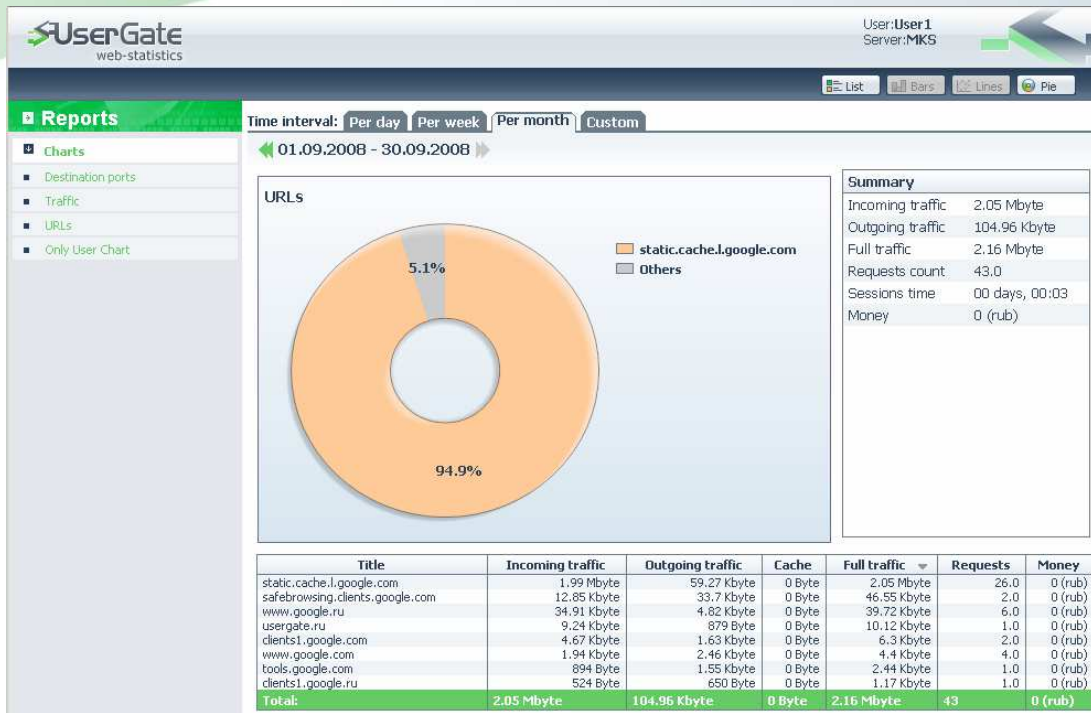 UserGate
web-statistics
User:User1
Server:MKS
List Bars Lines Pie
Reports
Charts
Destination ports
Traffic
URLs
Only User Chart
Time interval: Per day Per week Per month Custom
01.09.2008 - 30.09.2008
URLs
5.1%
94.9%
static.cache.l.google.com
Others
Summary
Incoming traffic 2.05 Mbyte
Outgoing traffic 104.96 Kbyte
Full traffic 2.16 Mbyte
Requests count 43.0
Sessions time 00 days, 00:03
Money 0 (rub)
Title Incoming traffic Outgoing traffic Cache Full traffic Requests Money
static.cache.l.google.com 1.99 Mbyte 59.27 Kbyte 0 Byte 2.05 Mbyte 26.0 0 (rub)
safebrowsing.clients.google.com 12.85 Kbyte 33.7 Kbyte 0 Byte 46.55 Kbyte 2.0 0 (rub)
www.google.ru 34.91 Kbyte 4.82 Kbyte 0 Byte 39.72 Kbyte 6.0 0 (rub)
usergate.ru 9.24 Kbyte 879 Byte 0 Byte 10.12 Kbyte 1.0 0 (rub)
clients1.google.com 4.67 Kbyte 1.63 Kbyte 0 Byte 6.3 Kbyte 2.0 0 (rub)
www.google.com 1.94 Kbyte 2.46 Kbyte 0 Byte 4.4 Kbyte 4.0 0 (rub)
tools.google.com 894 Byte 1.55 Kbyte 0 Byte 2.44 Kbyte 1.0 0 (rub)
clients1.google.ru 524 Byte 650 Byte 0 Byte 1.17 Kbyte 1.0 0 (rub)
Total: 2.05 Mbyte 104.96 Kbyte 0 Byte 2.16 Mbyte 43 0 (rub)